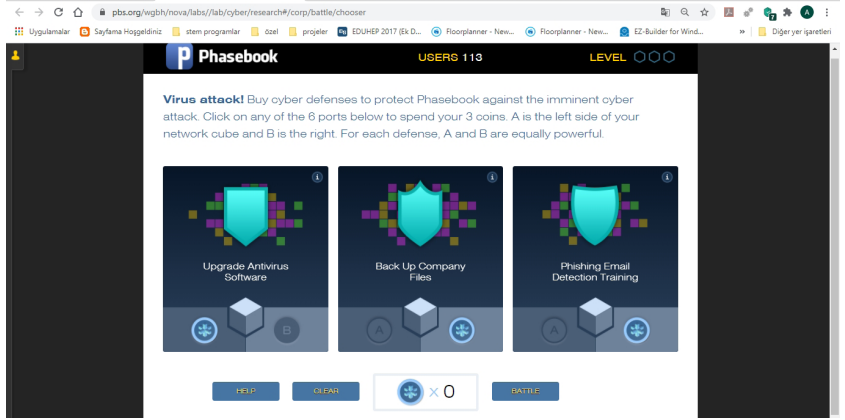 pbs.org/wgbh/nova/labs//lab/cyber/research#/corp/battle/chooser
Uygulamalar Sayfama Hoşgeldiniz stem programlar özel projeler EDUHEP 2017 (Ek D... Floorplanner - New... Floorplanner - New... EZ-Builder for Wind... » Diğer yer işaretleri
Phasebook USERS 113 LEVEL
Virus attack! Buy cyber defenses to protect Phasebook against the imminent cyber
attack. Click on any of the 6 ports below to spend your 3 coins. A is the left side of your
network cube and B is the right. For each defense, A and B are equally powerful.
Upgrade Antivirus
Software
B
Back Up Company
Files
A
Phishing Email
Detection Training
A
HELP CLEAR × 0 BATTLE